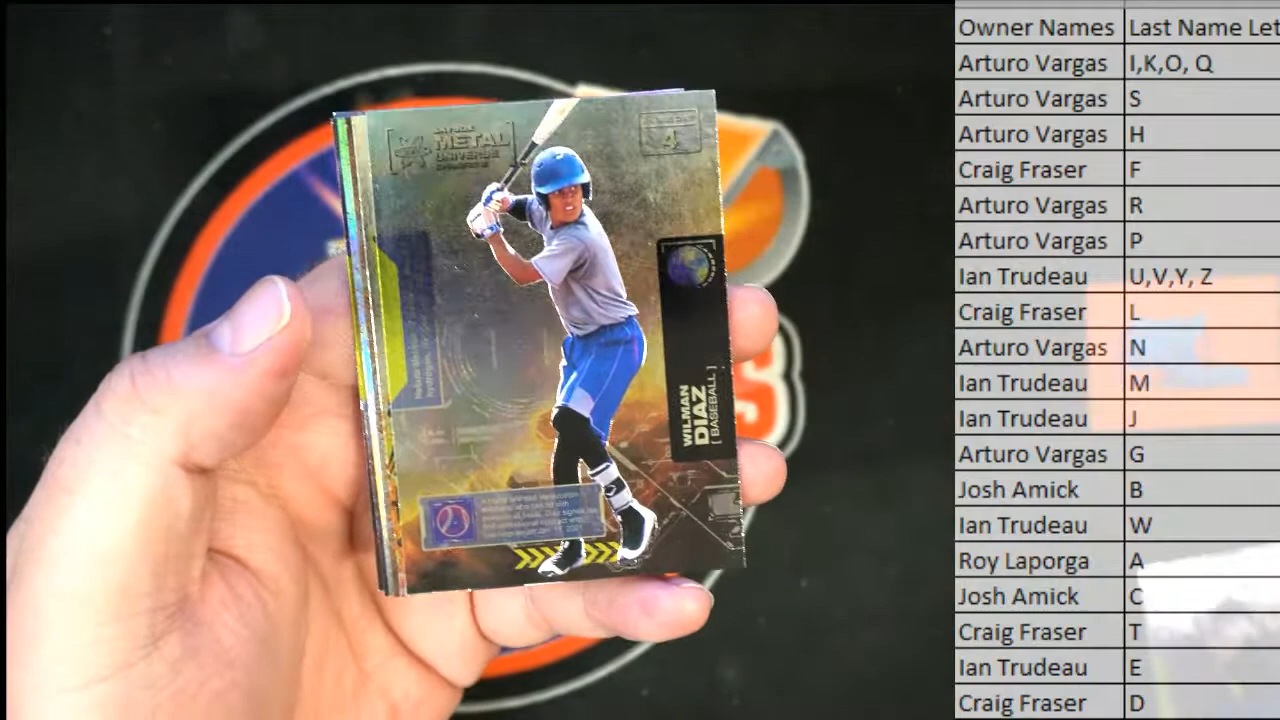 METAL
UNIVERSE
4
WILMAN
DIAZ
[ BASEBALL ]
Owner Names Last Name Let
Arturo Vargas I,K,O, Q
Arturo Vargas S
Arturo Vargas H
Craig Fraser F
Arturo Vargas R
Arturo Vargas P
Ian Trudeau U,V,Y, Z
Craig Fraser L
Arturo Vargas N
Ian Trudeau M
Ian Trudeau J
Arturo Vargas G
Josh Amick B
Ian Trudeau W
Roy Laporga A
Josh Amick C
Craig Fraser T
Ian Trudeau E
Craig Fraser D